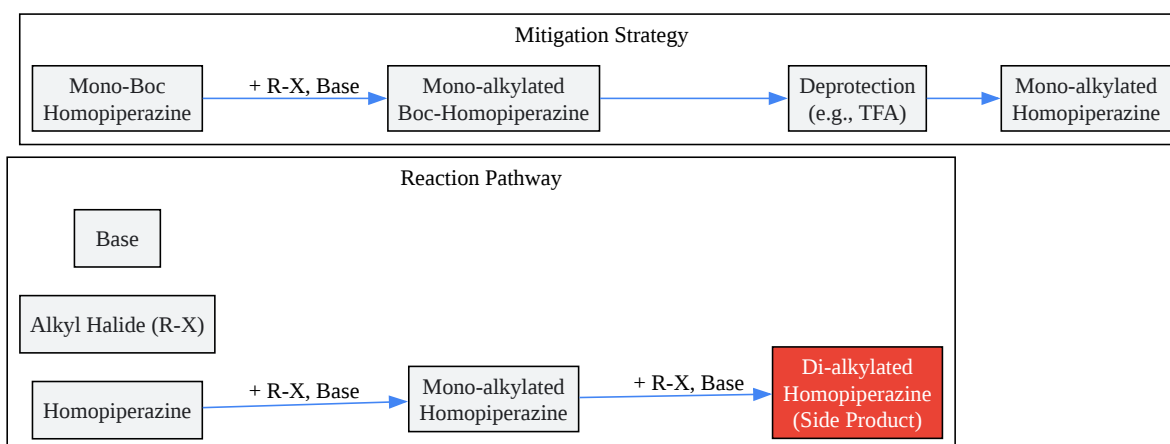 Mitigation Strategy
Mono-Boc
Homopiperazine
+ R-X, Base
Mono-alkylated
Boc-Homopiperazine
Deprotection
(e.g., TFA)
Mono-alkylated
Homopiperazine
Reaction Pathway
Base
Alkyl Halide (R-X)
Homopiperazine
+ R-X, Base
Mono-alkylated
Homopiperazine
+ R-X, Base
Di-alkylated
Homopiperazine
(Side Product)